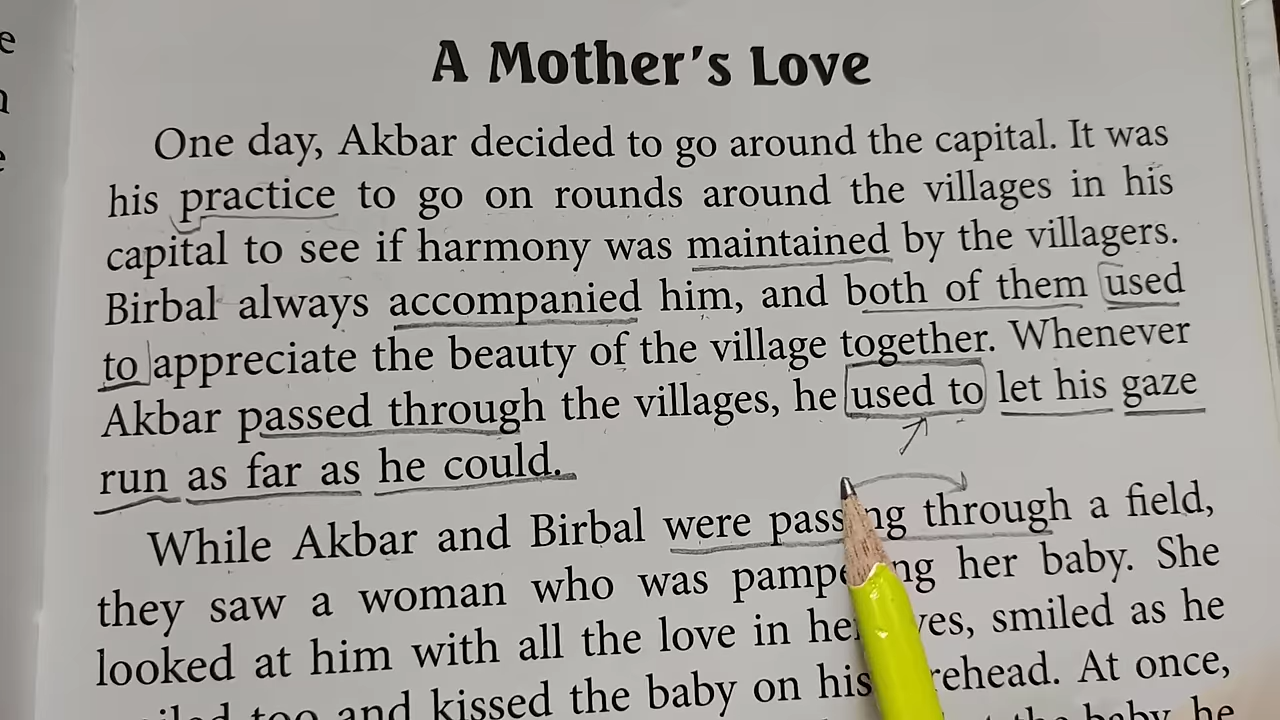 A Mother's Love
One day, Akbar decided to go around the capital. It was
his practice to go on rounds around the villages in his
capital to see if harmony was maintained by the villagers.
Birbal always accompanied him, and both of them used
to appreciate the beauty of the village together. Whenever
Akbar passed through the villages, he used to let his gaze
run as far as he could.
While Akbar and Birbal were passing through a field,
they saw a woman who was pampering her baby. She
looked at him with all the love in her eyes, smiled as he
too and kissed the baby on his forehead. At once,
the baby, he